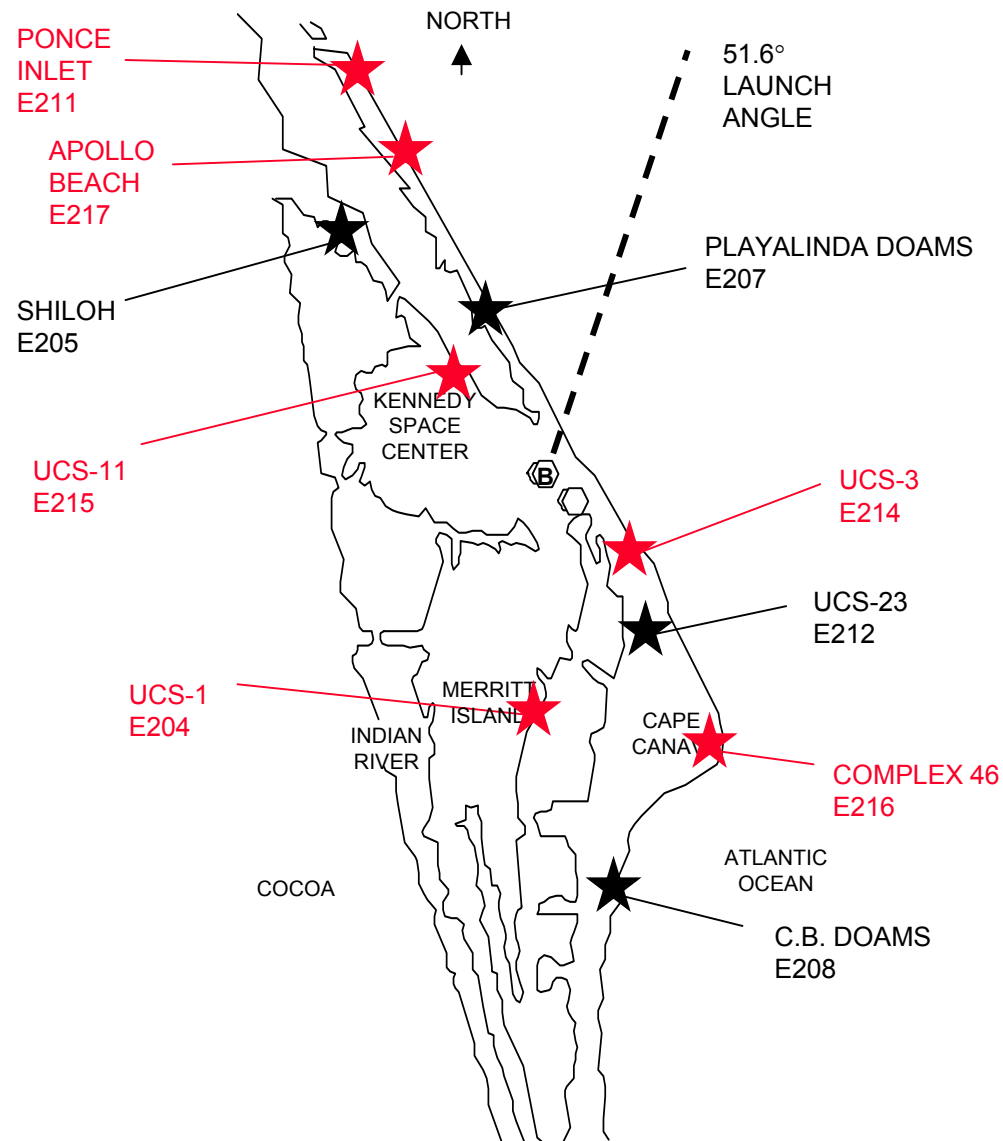 NORTH
PONCE
INLET
E211
51.6°
LAUNCH
ANGLE
APOLLO
BEACH
E217
PLAYALINDA DOAMS
E207
SHILOH
E205
KENNEDY
SPACE
CENTER
UCS-11
E215
B
UCS-3
E214
UCS-23
E212
UCS-1
E204
MERRITT
ISLAND
INDIAN
RIVER
CAPE
CANAV
COMPLEX 46
E216
ATLANTIC
OCEAN
COCOA
C.B. DOAMS
E208